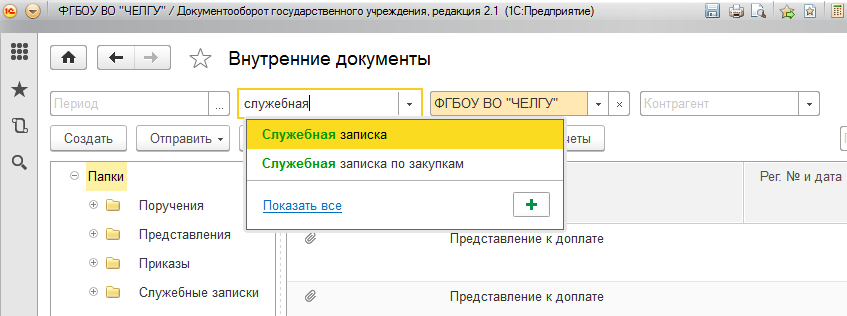 ФГБОУ ВО "ЧЕЛГУ" / Документооборот государственного учреждения, редакция 2.1 (1С:Предприятие)
Внутренние документы
Период ... служебная ФГБОУ ВО "ЧЕЛГУ" × Контрагент
Создать Отправить четы
Служебная записка
Служебная записка по закупкам
Показать все
Папки
Поручения
Представления
Приказы
Служебные записки
Рег. № и дата
Представление к доплате
Представление к доплате